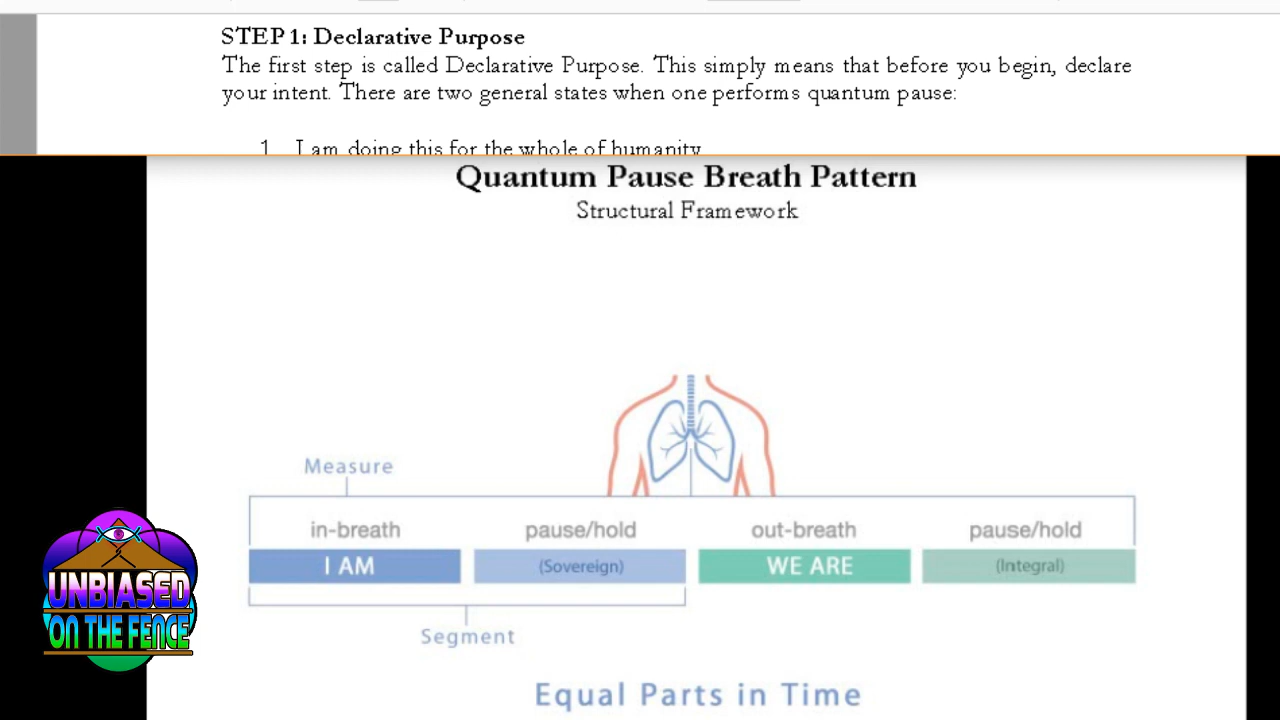 STEP 1: Declarative Purpose
The first step is called Declarative Purpose. This simply means that before you begin, declare
your intent. There are two general states when one performs quantum pause:
1. I am doing this for the whole of humanity
Quantum Pause Breath Pattern
Structural Framework
Measure
in-breath pause/hold out-breath pause/hold
I AM (Sovereign) WE ARE (Integral)
Segment
Equal Parts in Time
UNBIASED
ON THE FENCE